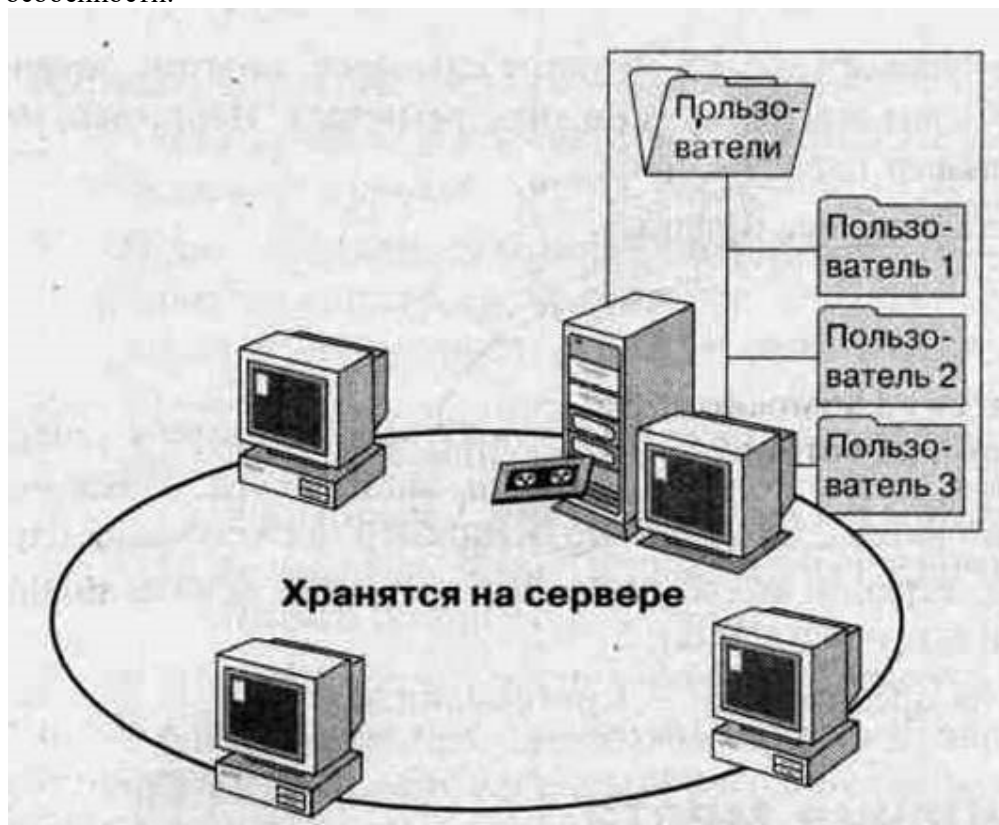 Пользо-
ватели
Пользо-
ватель 1
Пользо-
ватель 2
Пользо-
ватель 3
Хранятся на сервере